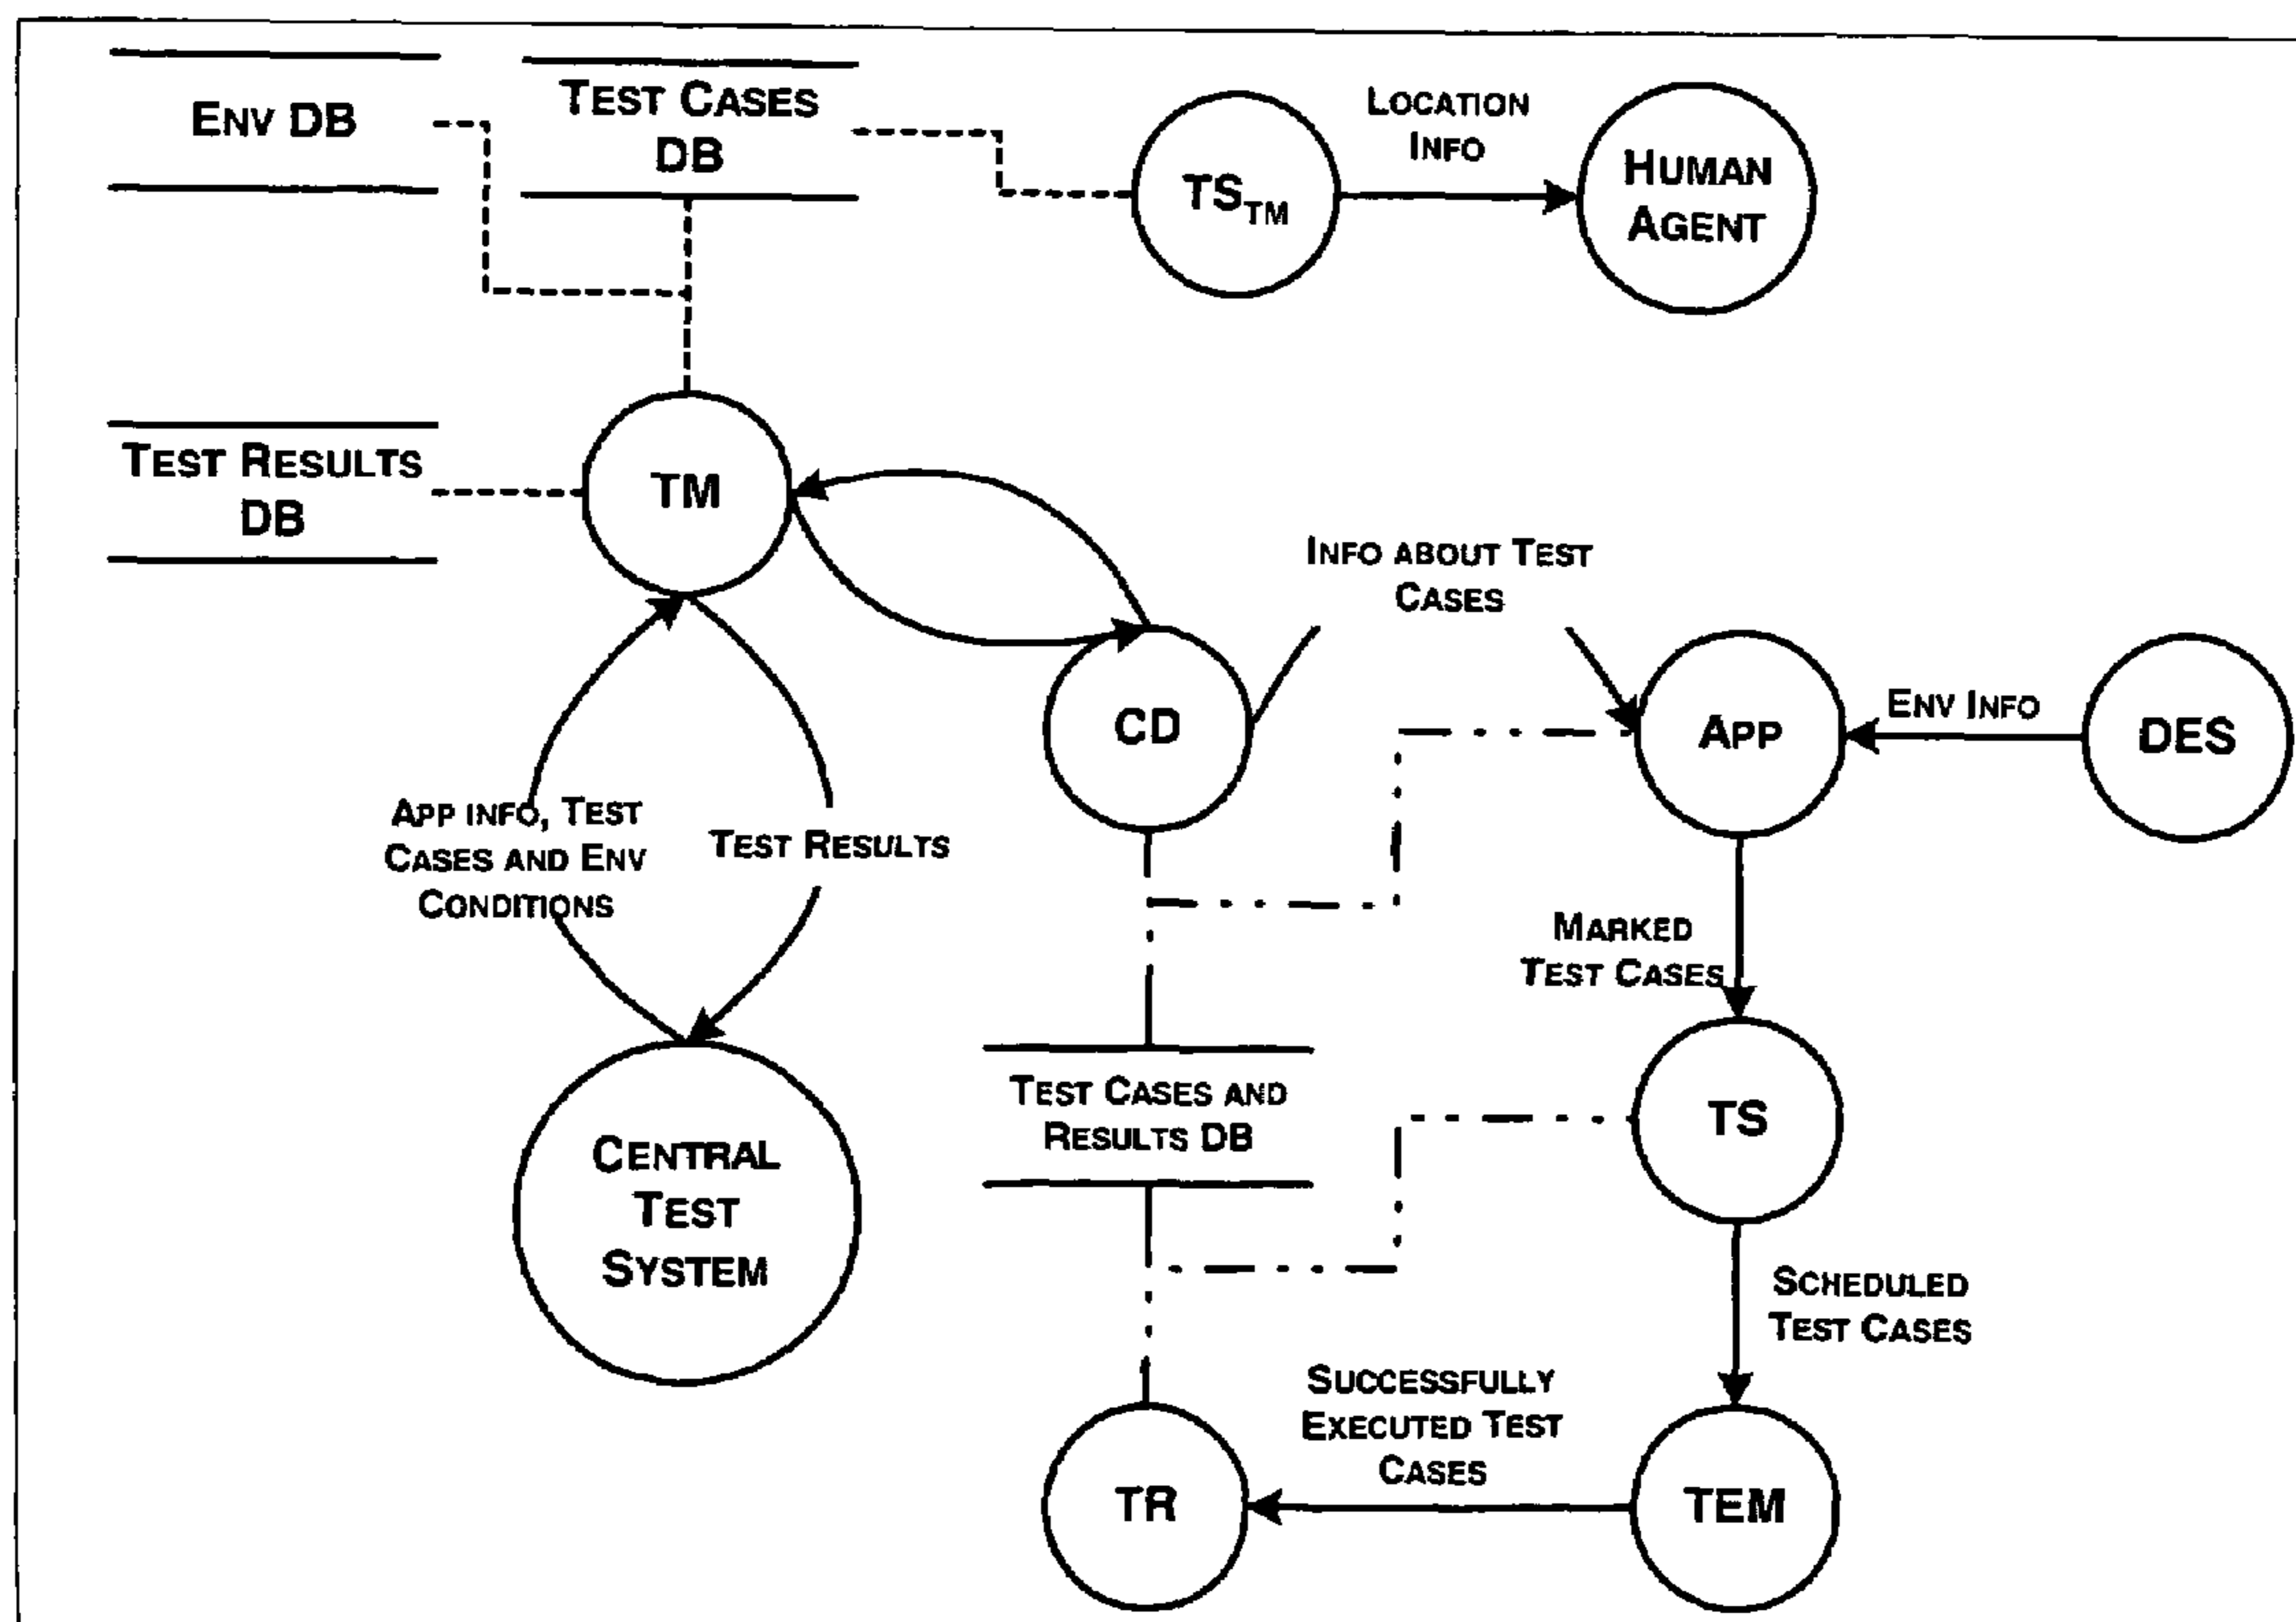 ENV DB
TEST CASES
DB
TS TM
LOCATION
INFO
HUMAN
AGENT
TEST RESULTS
DB
TM
INFO ABOUT TEST
CASES
CD
APP
ENV INFO
DES
APP INFO, TEST
CASES AND ENV
CONDITIONS
TEST RESULTS
MARKED
TEST CASES
CENTRAL
TEST
SYSTEM
TEST CASES AND
RESULTS DB
TS
SCHEDULED
TEST CASES
SUCCESSFULLY
EXECUTED TEST
CASES
TR
TEM